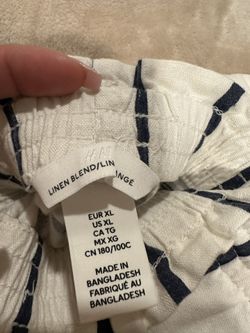 LINEN BLEND/LIN
NGE
EUR XL
US XL
CA TG
MX XG
CN 180/100C
MADE IN
BANGLADESH
FABRIQUÉ AU
BANGLADESH